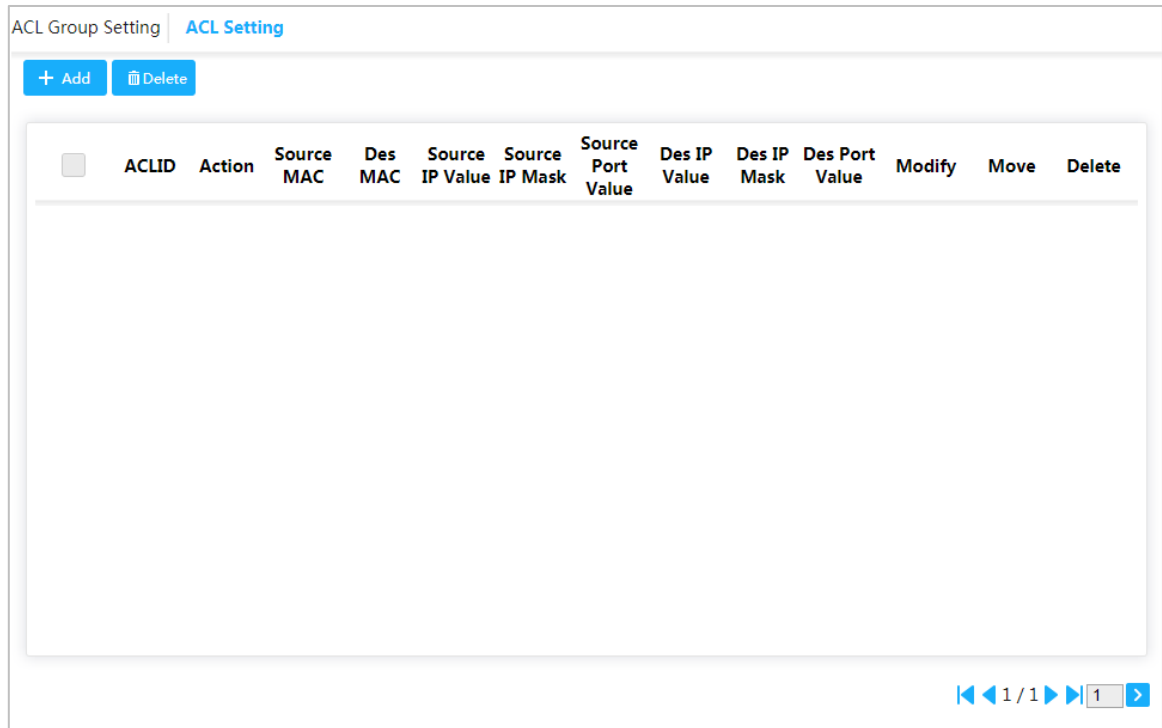 ACL Group Setting ACL Setting
+ Add Delete
ACLID Action Source MAC Des MAC Source IP Value Source IP Mask Source Port Value Des IP Value Des IP Mask Des Port Value Modify Move Delete
1 / 1 1